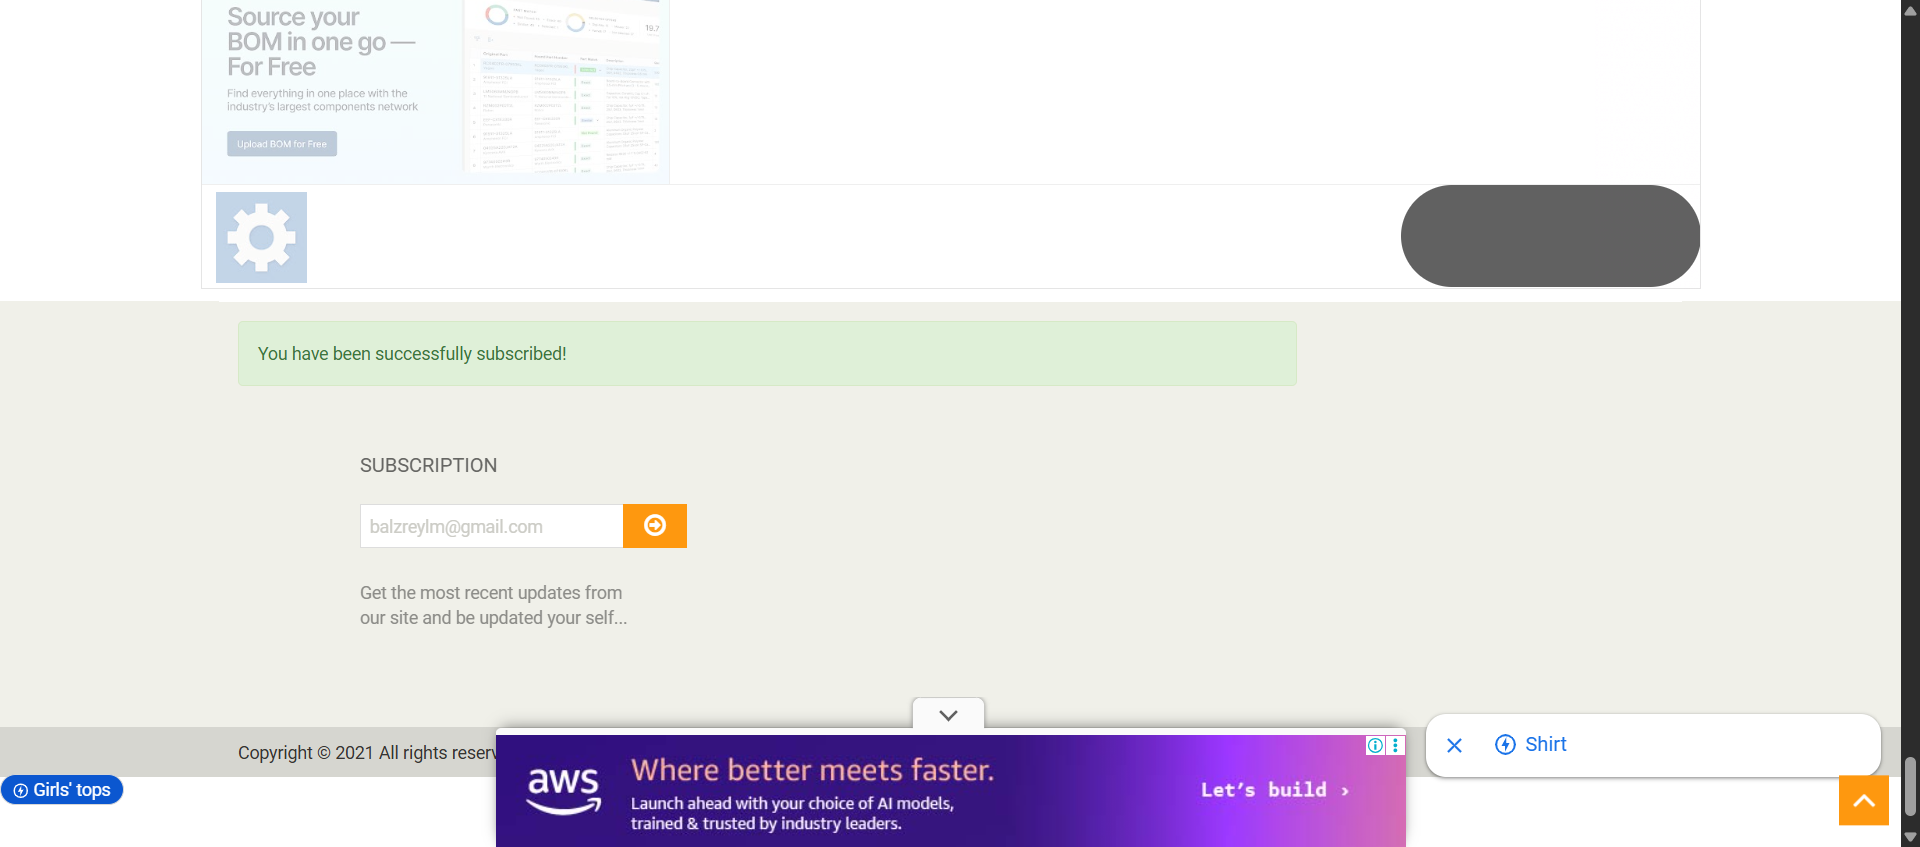 Source your
BOM in one go —
For Free
Find everything in one place with the
industry's largest components network
Upload BOM for Free
19.7
You have been successfully subscribed!
SUBSCRIPTION
balzreylm@gmail.com
Get the most recent updates from
our site and be updated your self...
Copyright © 2021 All rights reserv
Shirt
Girls' tops
aws
Where better meets faster.
Launch ahead with your choice of AI models,
trained & trusted by industry leaders.
Let's build ›